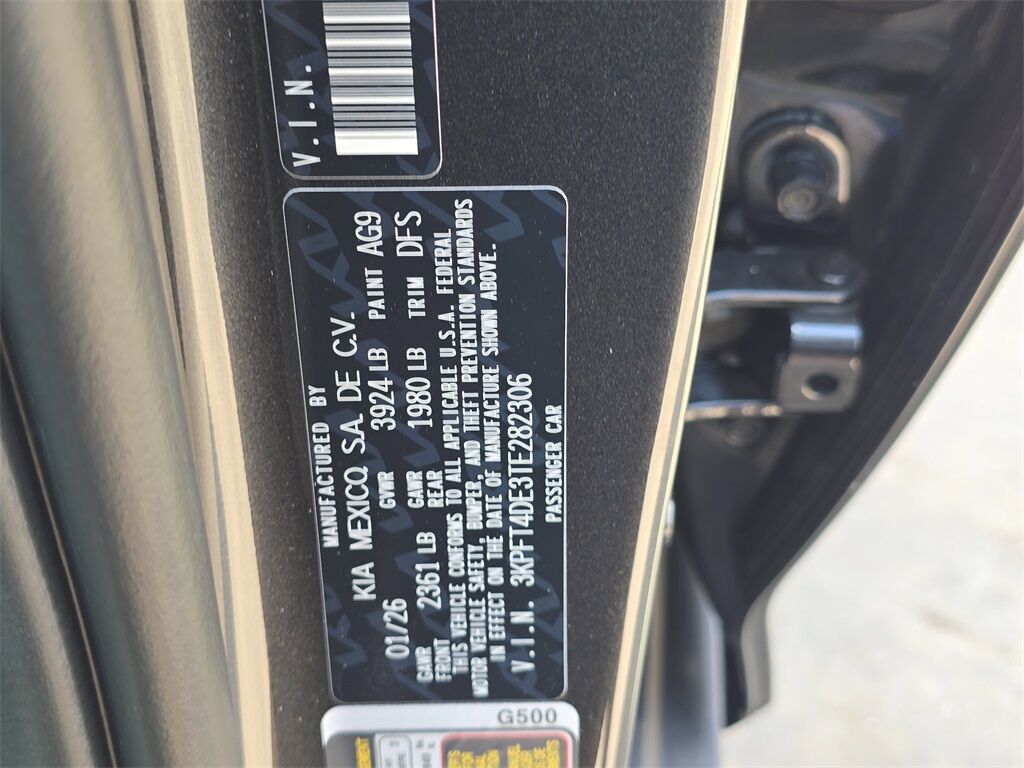 V.I.N.
MANUFACTURED BY
KIA MEXICO, S.A. DE C.V.
01/26 GVWR 3924 LB PAINT AG9
GAWR FRONT 2361 LB GAWR REAR 1980 LB TRIM DFS
THIS VEHICLE CONFORMS TO ALL APPLICABLE U.S.A. FEDERAL
MOTOR VEHICLE SAFETY, BUMPER, AND THEFT PREVENTION STANDARDS
IN EFFECT ON THE DATE OF MANUFACTURE SHOWN ABOVE.
V.I.N. 3KPFT4DE3TE282306
PASSENGER CAR
G500